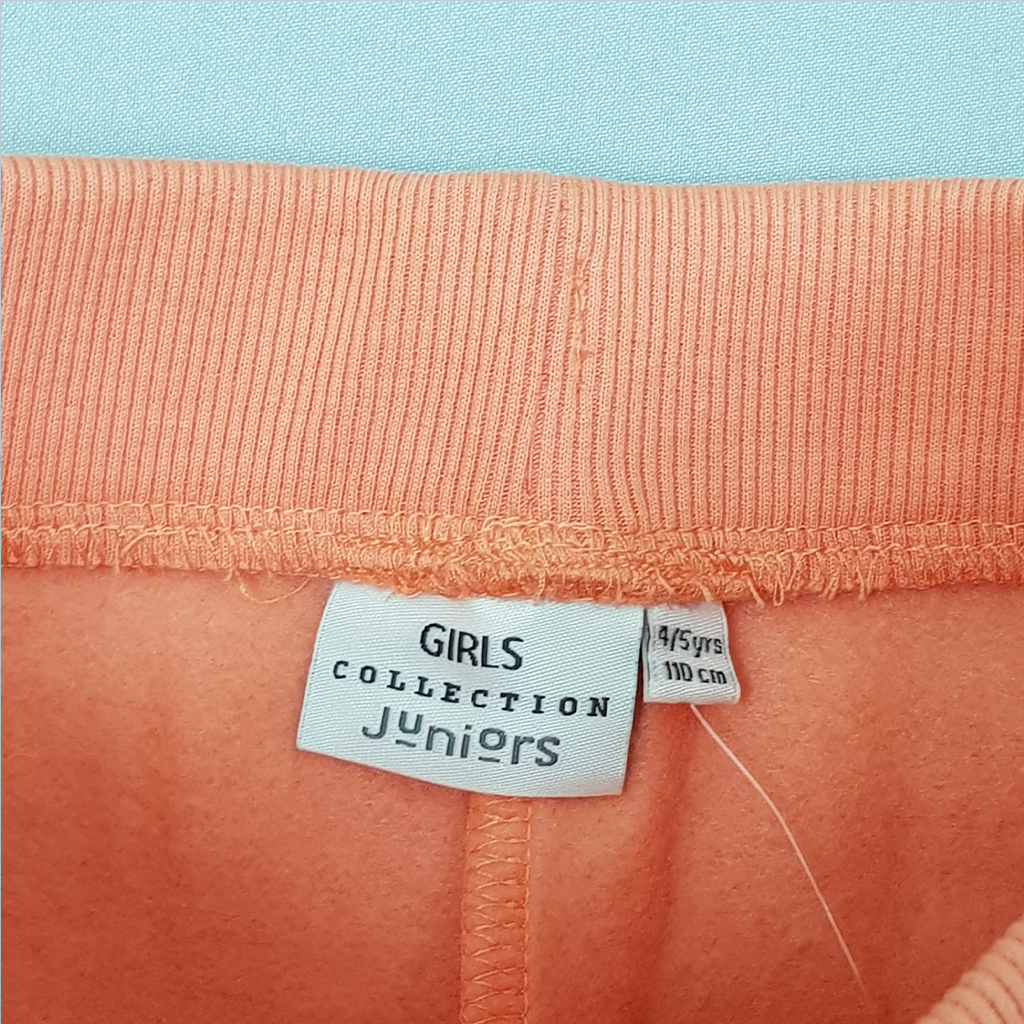 GIRLS
COLLECTION
Juniors
4/5yrs
110 cm